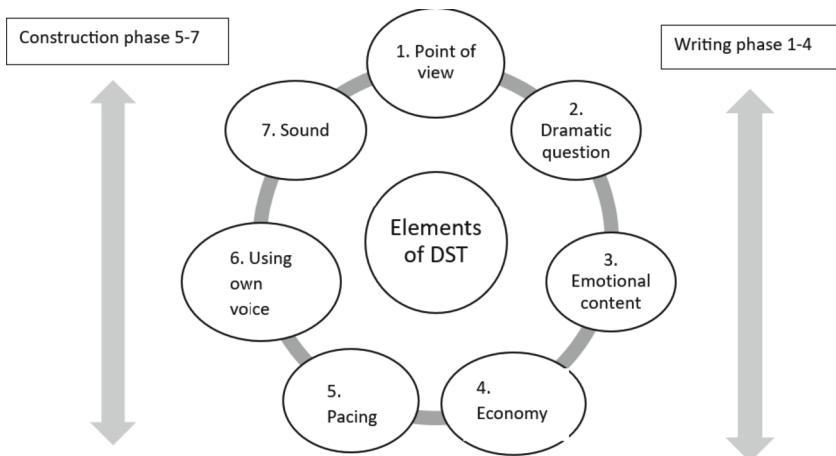 Construction phase 5-7
Writing phase 1-4
1. Point of
view
2.
Dramatic
question
3.
Emotional
content
4.
Economy
5.
Pacing
6. Using
own
voice
7. Sound
Elements
of DST